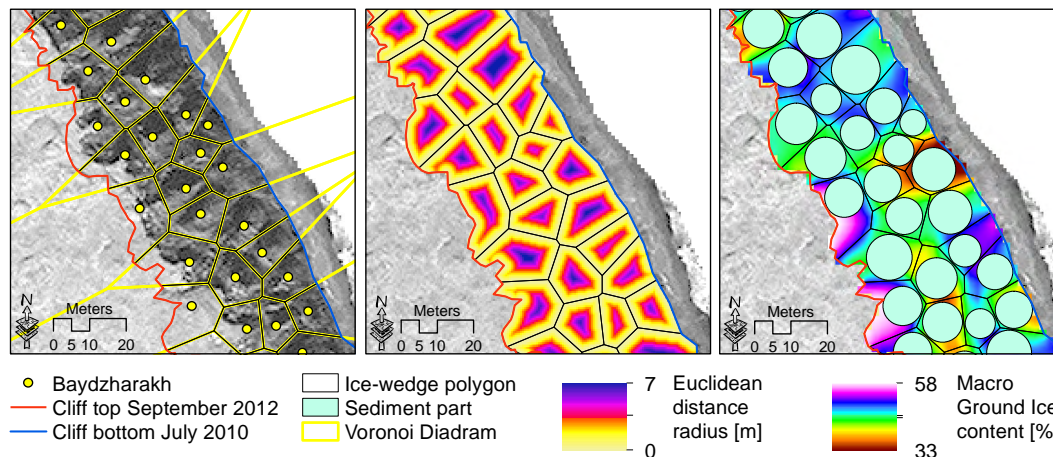 N
Meters
0 5 10 20
N
Meters
0 5 10 20
N
Meters
0 5 10 20
Baydzharakh
Cliff top September 2012
Cliff bottom July 2010
Ice-wedge polygon
Sediment part
Voronoi Diadram
7
0
Euclidean
distance
radius [m]
58
33
Macro
Ground Ice
content [%